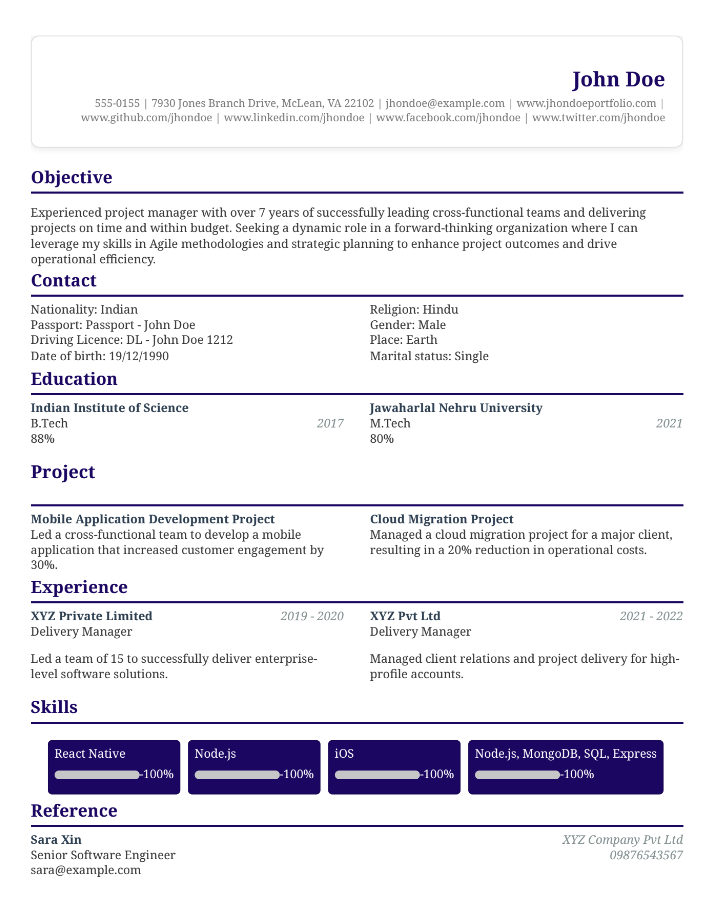 John Doe
555-0155 | 7930 Jones Branch Drive, McLean, VA 22102 | jhondoe@example.com | www.jhondoeportfolio.com |
www.github.com/jhondoe | www.linkedin.com/jhondoe | www.facebook.com/jhondoe | www.twitter.com/jhondoe
Objective
Experienced project manager with over 7 years of successfully leading cross-functional teams and delivering
projects on time and within budget. Seeking a dynamic role in a forward-thinking organization where I can
leverage my skills in Agile methodologies and strategic planning to enhance project outcomes and drive
operational efficiency.
Contact
Nationality: Indian
Passport: Passport - John Doe
Driving Licence: DL - John Doe 1212
Date of birth: 19/12/1990
Religion: Hindu
Gender: Male
Place: Earth
Marital status: Single
Education
Indian Institute of Science
B.Tech 2017
88%
Jawaharlal Nehru University
M.Tech 2021
80%
Project
Mobile Application Development Project
Led a cross-functional team to develop a mobile
application that increased customer engagement by
30%.
Cloud Migration Project
Managed a cloud migration project for a major client,
resulting in a 20% reduction in operational costs.
Experience
XYZ Private Limited 2019 - 2020
Delivery Manager
Led a team of 15 to successfully deliver enterprise-
level software solutions.
XYZ Pvt Ltd 2021 - 2022
Delivery Manager
Managed client relations and project delivery for high-
profile accounts.
Skills
React Native
-100%
Node.js
-100%
iOS
-100%
Node.js, MongoDB, SQL, Express
-100%
Reference
Sara Xin XYZ Company Pvt Ltd
Senior Software Engineer 09876543567
sara@example.com